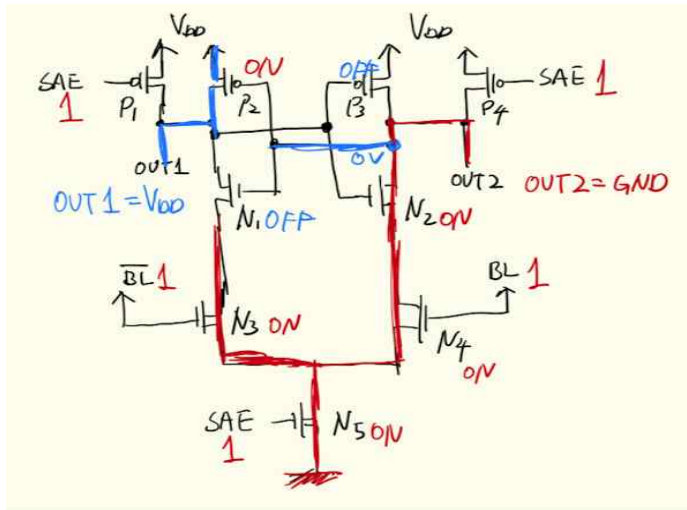 VDD VDD
ON OFF
SAE 1 P1 P2 P3 P4 SAE 1
OUT1 0V OUT2 OUT2=GND
OUT1=VDD N1 OFF N2 ON
BL 1 BL 1
N3 ON N4 ON
SAE 1 N5 ON